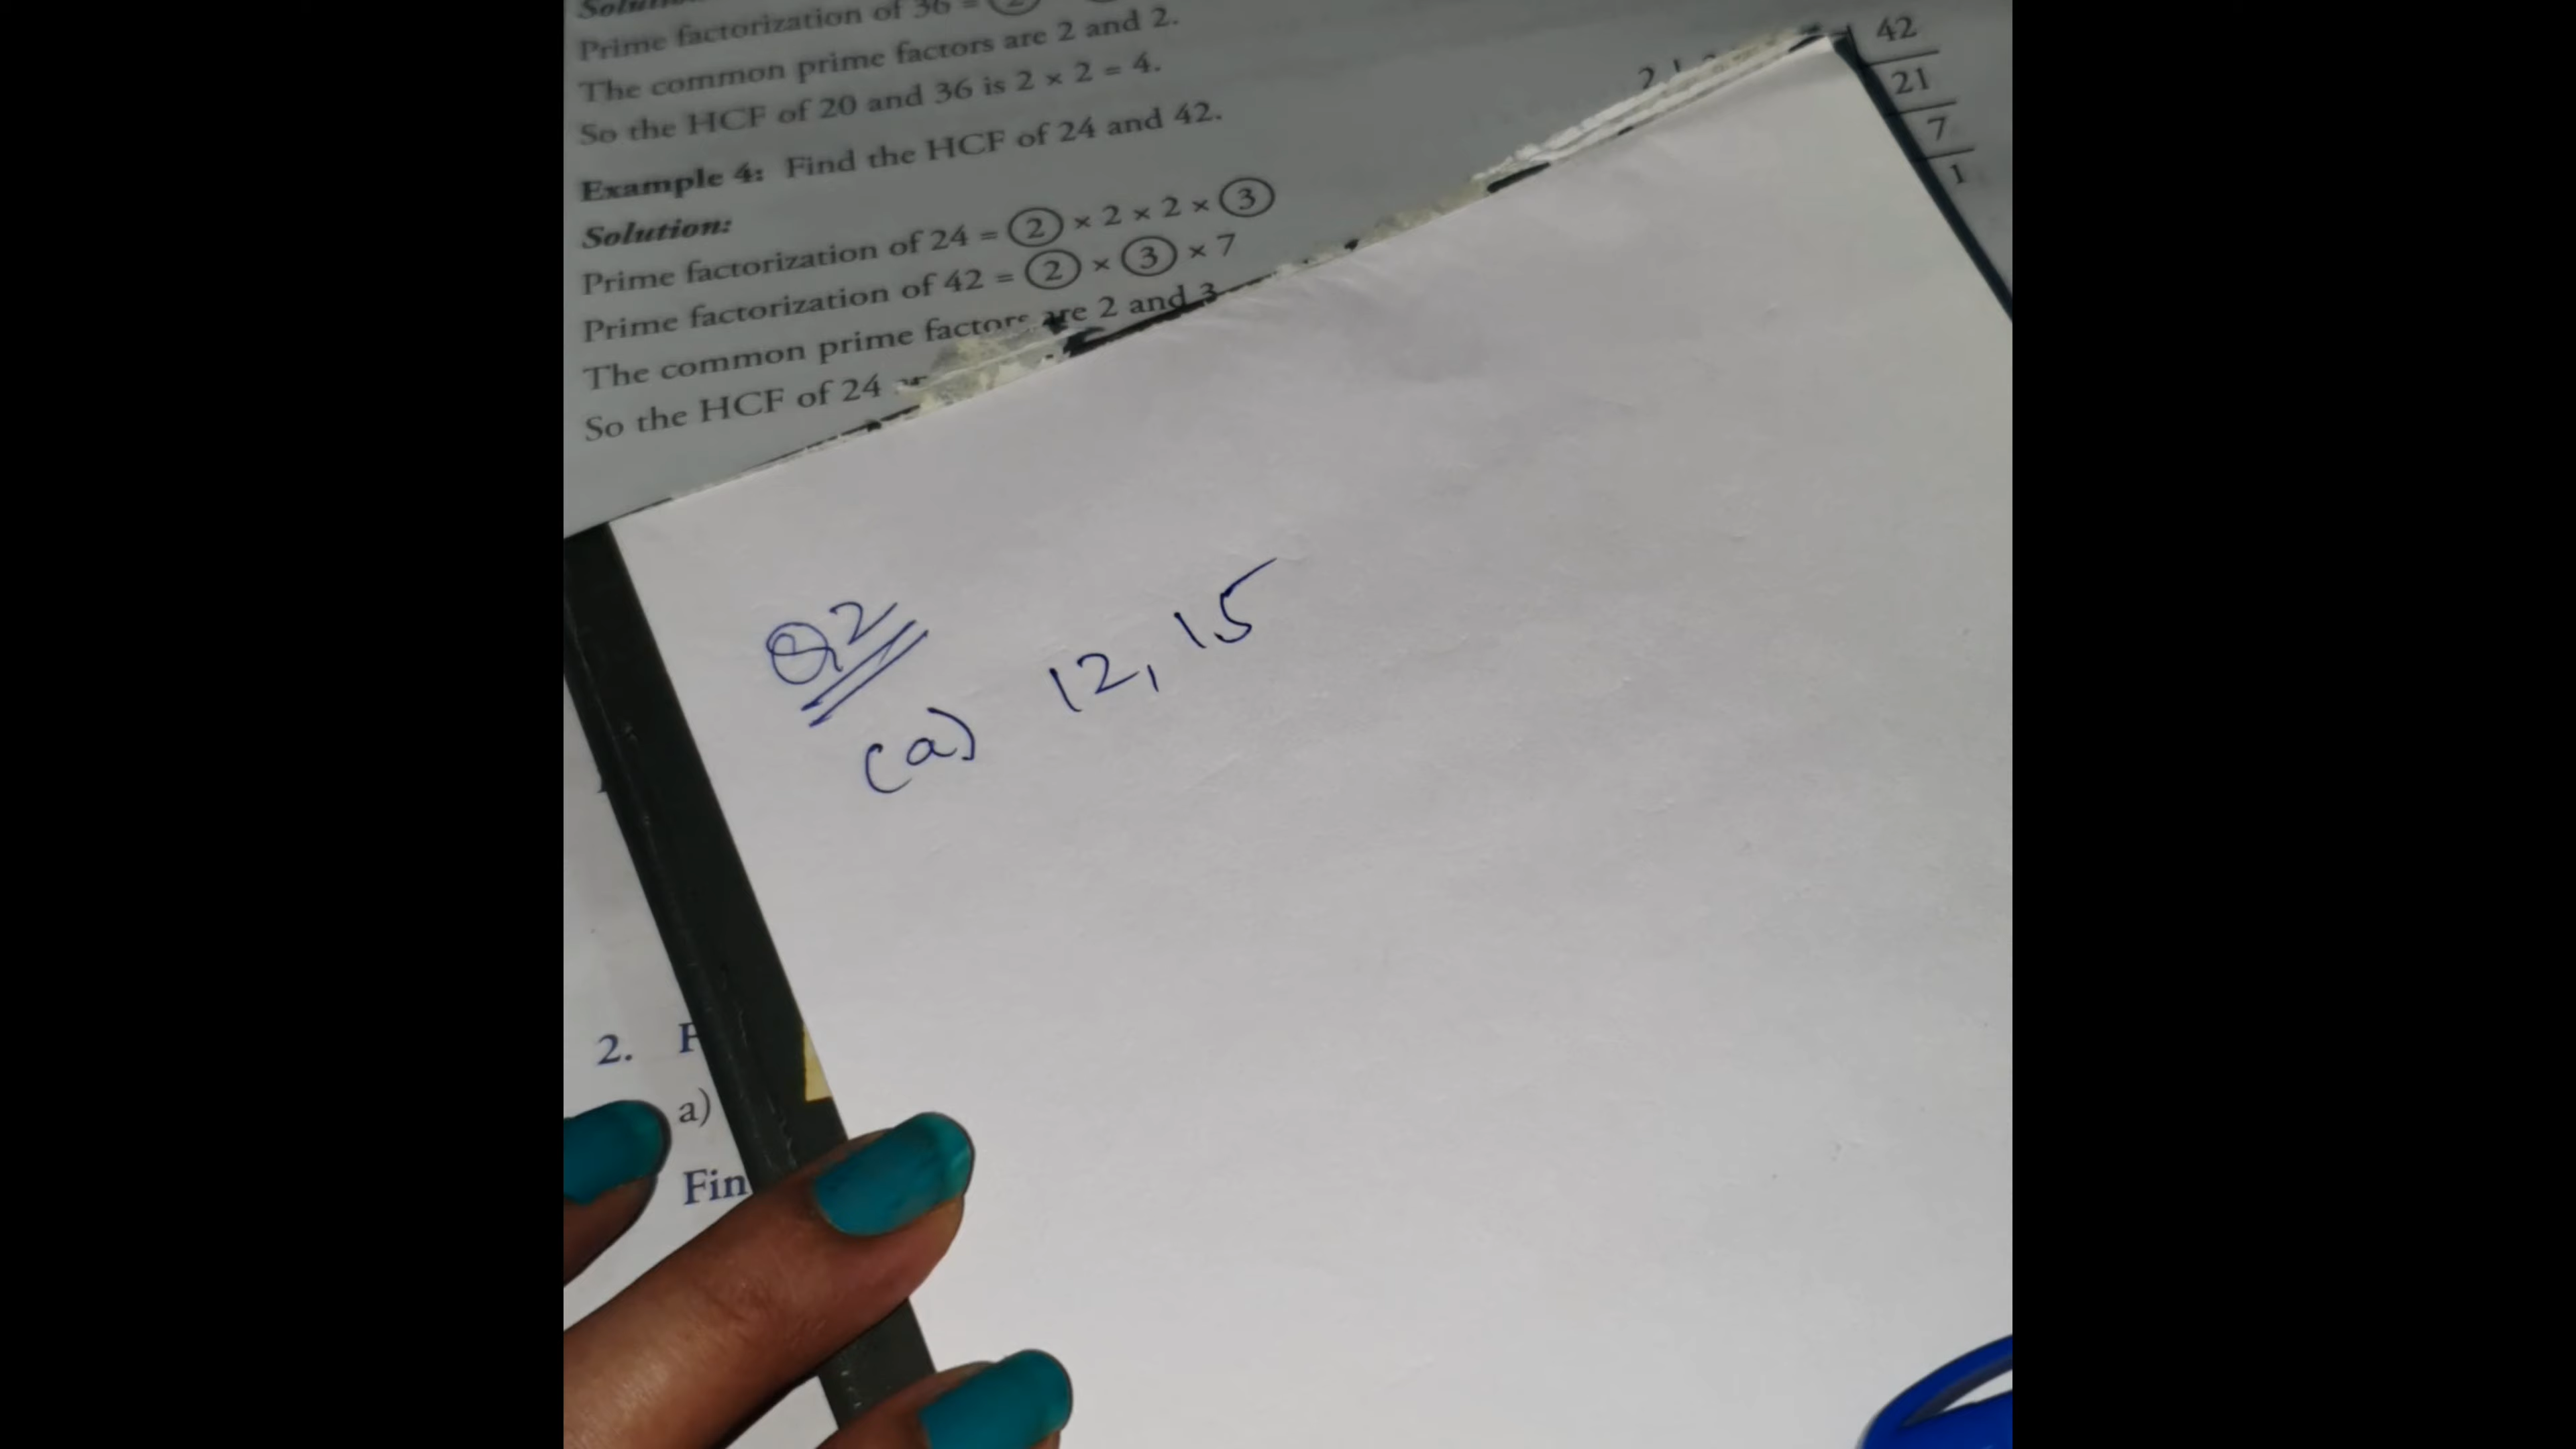 Prime factorization of 36 = 2
The common prime factors are 2 and 2.
So the HCF of 20 and 36 is 2 × 2 = 4.
Example 4: Find the HCF of 24 and 42.
Solution:
Prime factorization of 24 = 2 × 2 × 2 × 3
Prime factorization of 42 = 2 × 3 × 7
The common prime factors are 2 and 3
So the HCF of 24
42
21
7
1
Q2
(a) 12, 15
2.
a)